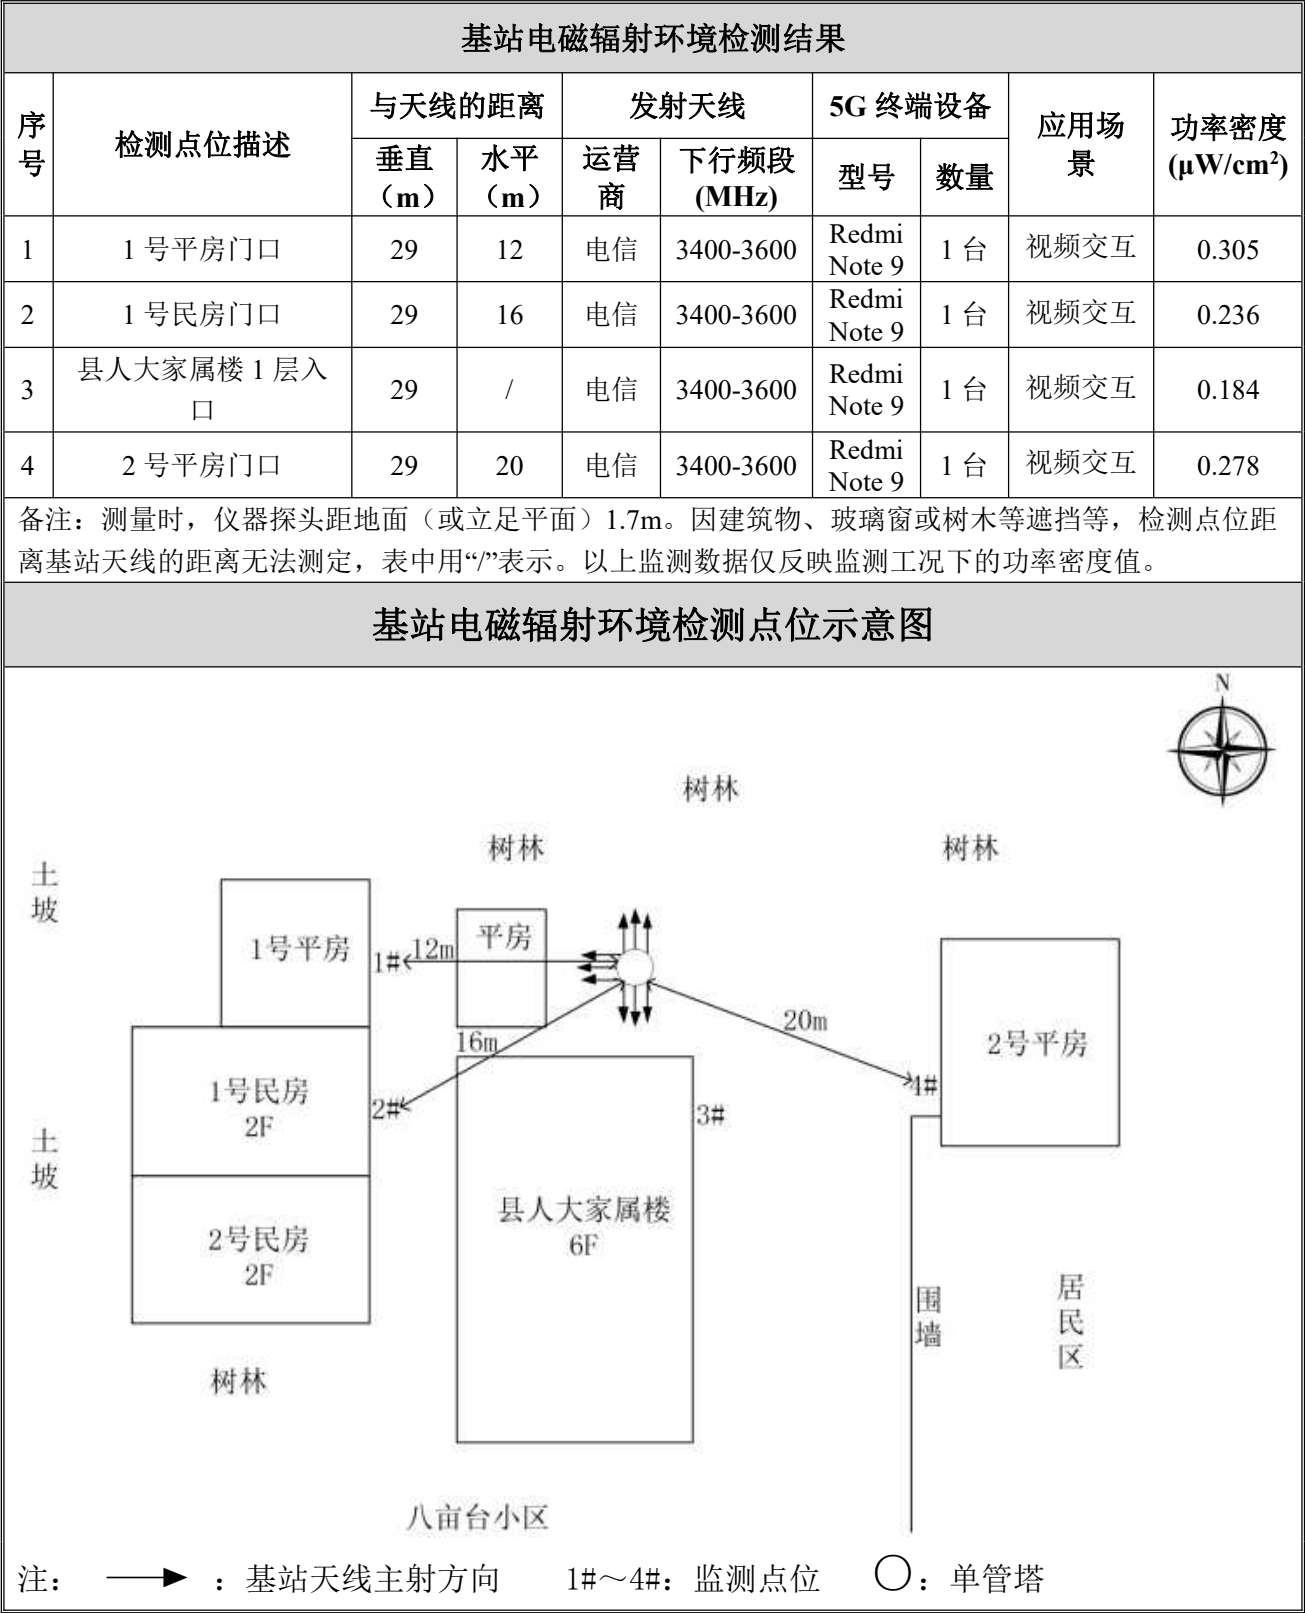 基站电磁辐射环境检测结果
序号 检测点位描述 与天线的距离 发射天线 5G 终端设备 应用场景 功率密度(μW/cm²)
垂直（m） 水平（m） 运营商 下行频段(MHz) 型号 数量
1 1 号平房门口 29 12 电信 3400-3600 Redmi Note 9 1 台 视频交互 0.305
2 1 号民房门口 29 16 电信 3400-3600 Redmi Note 9 1 台 视频交互 0.236
3 县人大家属楼 1 层入口 29 / 电信 3400-3600 Redmi Note 9 1 台 视频交互 0.184
4 2 号平房门口 29 20 电信 3400-3600 Redmi Note 9 1 台 视频交互 0.278
备注：测量时，仪器探头距地面（或立足平面）1.7m。因建筑物、玻璃窗或树木等遮挡等，检测点位距
离基站天线的距离无法测定，表中用“/”表示。以上监测数据仅反映监测工况下的功率密度值。
基站电磁辐射环境检测点位示意图
N
树林
树林
树林
土坡
1号平房
1#
12m
平房
20m
2号平房
16m
1号民房
2F
2#
3#
4#
土坡
县人大家属楼
6F
2号民房
2F
围墙
居民区
树林
八亩台小区
注： ：基站天线主射方向 1#～4#：监测点位 ：单管塔